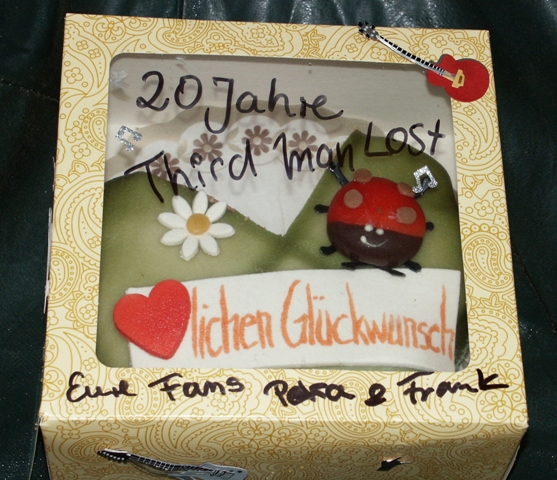 20 Jahre
Third Man Lost
lichen Glückwunsch
Eure Fans Petra & Frank